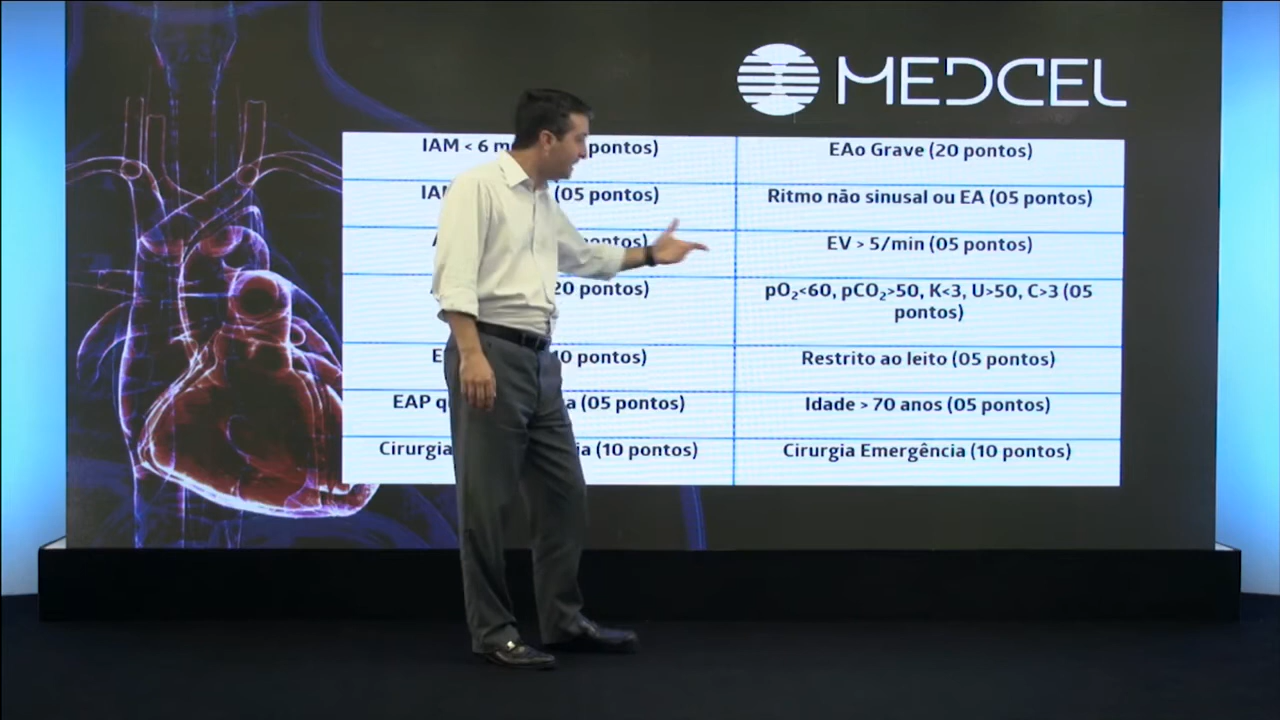 MEDCEL
IAM < 6 pontos)
EAo Grave (20 pontos)
(05 pontos)
Ritmo não sinusal ou EA (05 pontos)
pontos)
EV > 5/min (05 pontos)
20 pontos)
pO₂<60, pCO₂>50, K<3, U>50, C>3 (05
pontos)
pontos)
Restrito ao leito (05 pontos)
EAP (05 pontos)
Idade > 70 anos (05 pontos)
Cirurgia (10 pontos)
Cirurgia Emergência (10 pontos)